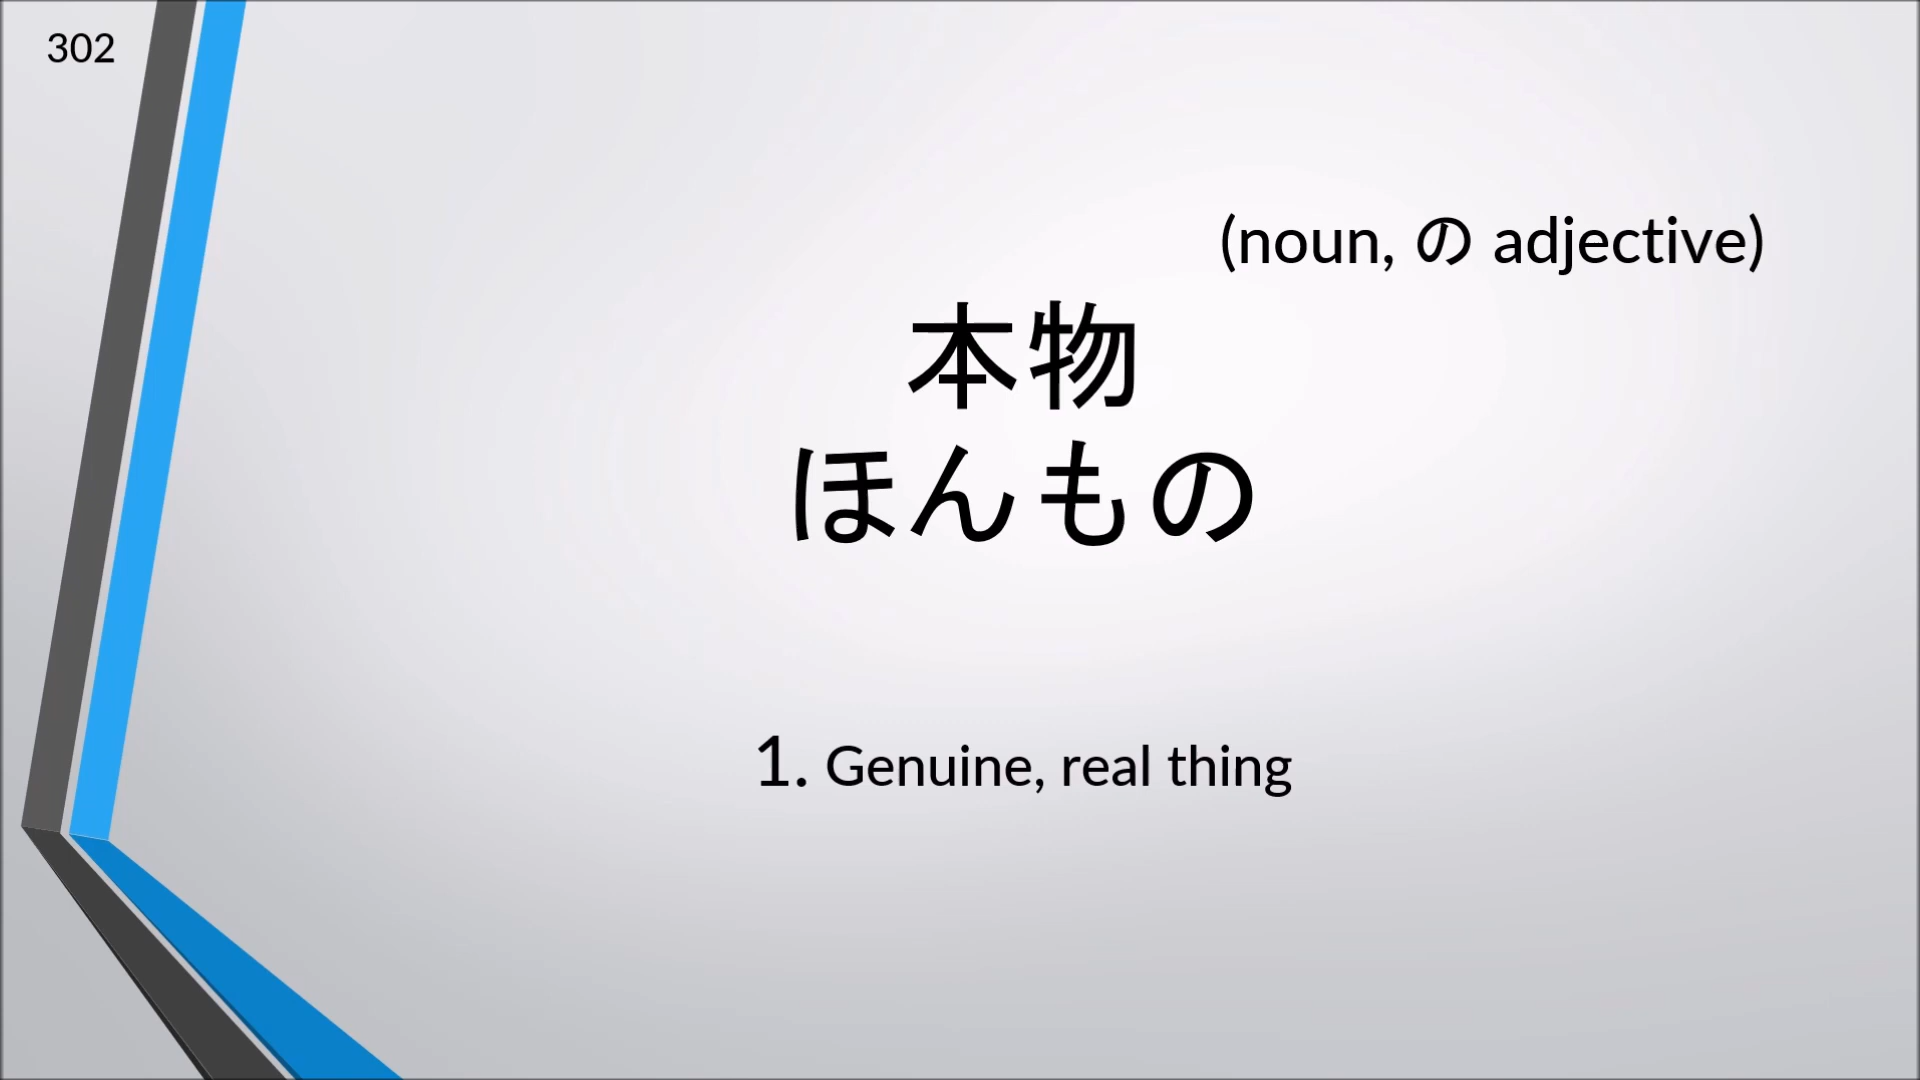 302
(noun, の adjective)
本物
ほんもの
1. Genuine, real thing